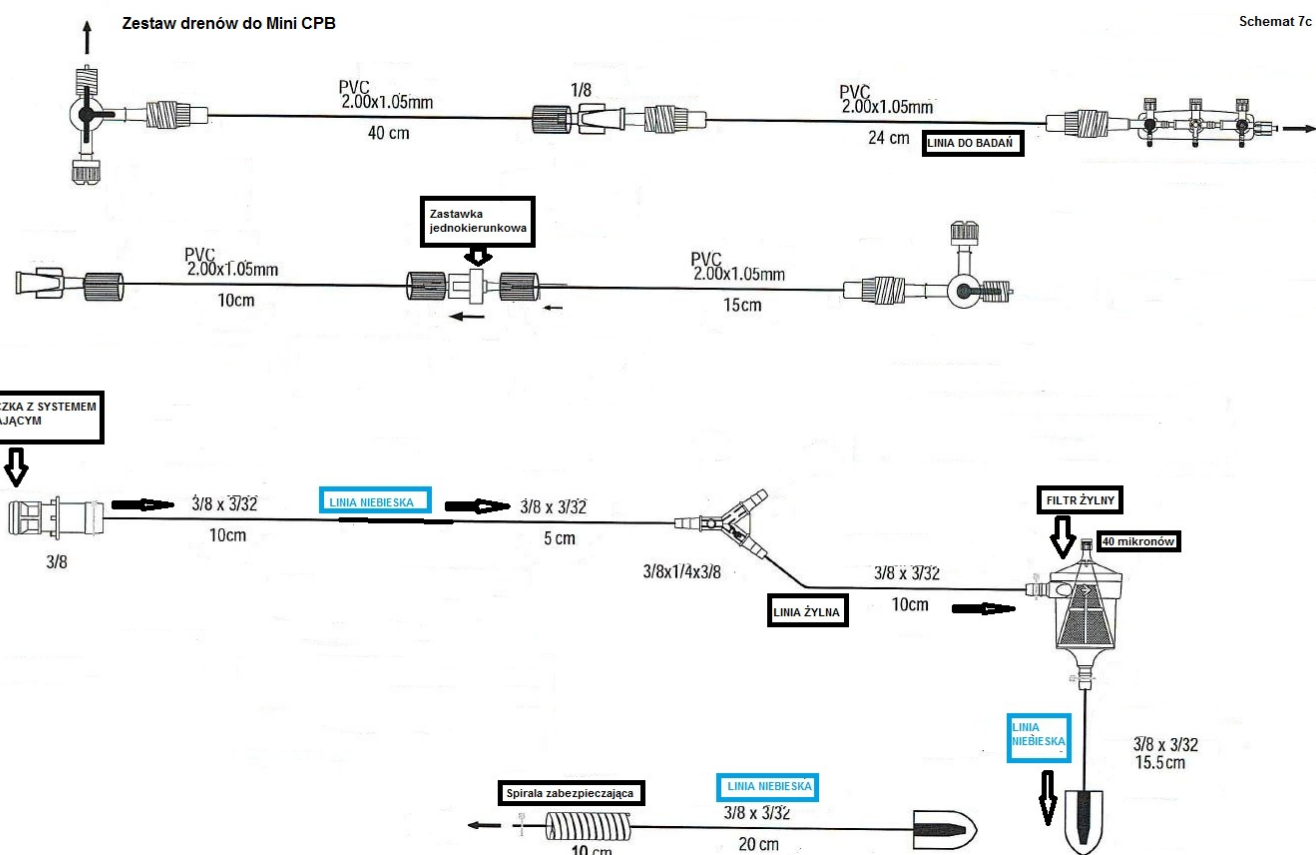 Zestaw drenów do Mini CPB
Schemat 7c
PVC
2.00x1.05mm
40 cm
1/8
PVC
2.00x1.05mm
24 cm
LINIA DO BADAŃ
Zastawka
jednokierunkowa
PVC
2.00x1.05mm
10cm
PVC
2.00x1.05mm
15cm
CZKA Z SYSTEMEM
AJĄCYM
3/8
3/8 x 3/32
10cm
LINIA NIEBIESKA
3/8 x 3/32
5 cm
3/8x1/4x3/8
LINIA ŻYLNA
3/8 x 3/32
10cm
FILTR ŻYLNY
40 mikronów
LINIA
NIEBIESKA
3/8 x 3/32
15.5cm
Spirala zabezpieczająca
10 cm
LINIA NIEBIESKA
3/8 x 3/32
20 cm